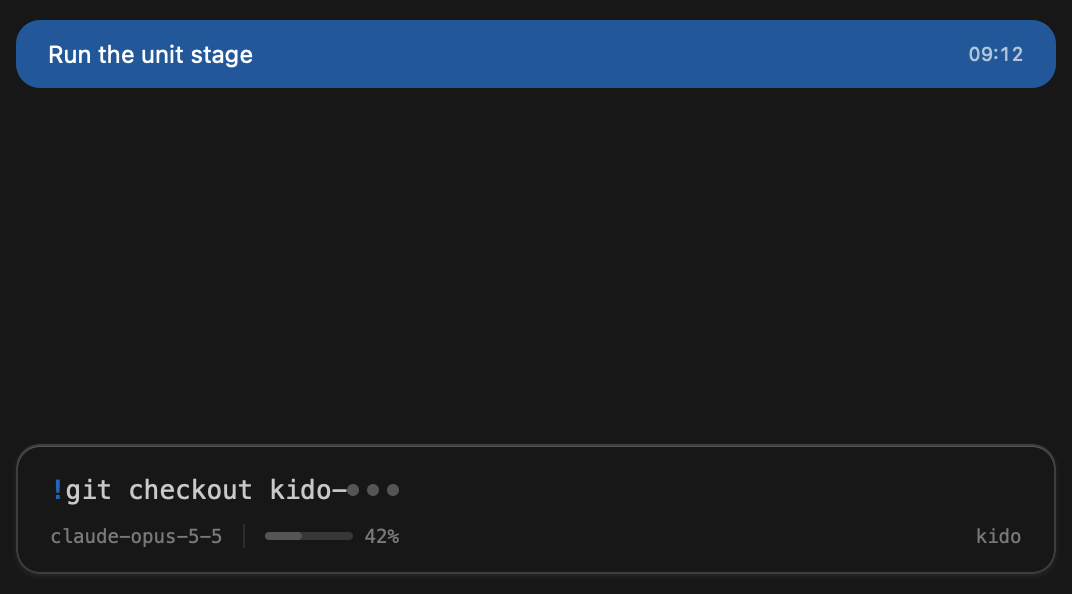 Run the unit stage 09:12
!git checkout kido-
claude-opus-5-5 42% kido